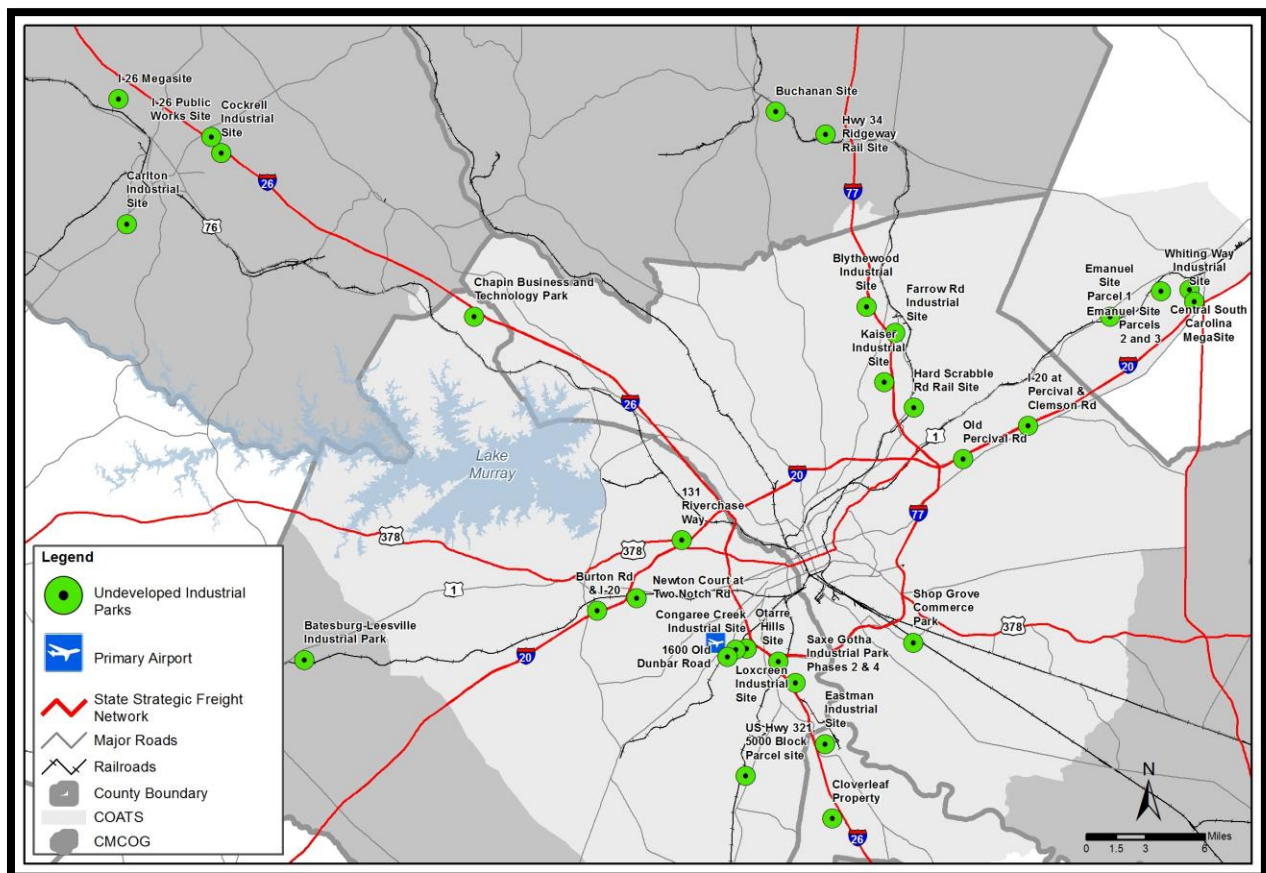 I-26 Megasite
I-26 Public
Works Site
Cockrell
Industrial
Site
Carlton
Industrial
Site
26
76
Buchanan Site
Hwy 34
Ridgeway
Rail Site
77
Chapin Business and
Technology Park
Blythewood
Industrial
Site
Farrow Rd
Industrial
Site
Kaiser
Industrial
Site
Hard Scrabble
Rd Rail Site
Emanuel
Site
Parcel 1
Emanuel Site
Parcels
2 and 3
Whiting Way
Industrial
Site
Central South
Carolina
MegaSite
20
I-20 at
Percival &
Clemson Rd
1
Old
Percival Rd
26
Lake
Murray
20
77
131
Riverchase
Way
378
378
1
Burton Rd
& I-20
Newton Court at
Two Notch Rd
Batesburg-Leesville
Industrial Park
20
Congaree Creek
Industrial Site
Otarre
Hills
Site
1600 Old
Dunbar Road
Loxcreen
Industrial
Site
Saxe Gotha
Industrial Park
Phases 2 & 4
Shop Grove
Commerce
Park
378
Eastman
Industrial
Site
US Hwy 321
5000 Block
Parcel site
Cloverleaf
Property
26
Legend
Undeveloped Industrial
Parks
Primary Airport
State Strategic Freight
Network
Major Roads
Railroads
County Boundary
COATS
CMCOG
N
Miles
0 1.5 3 6